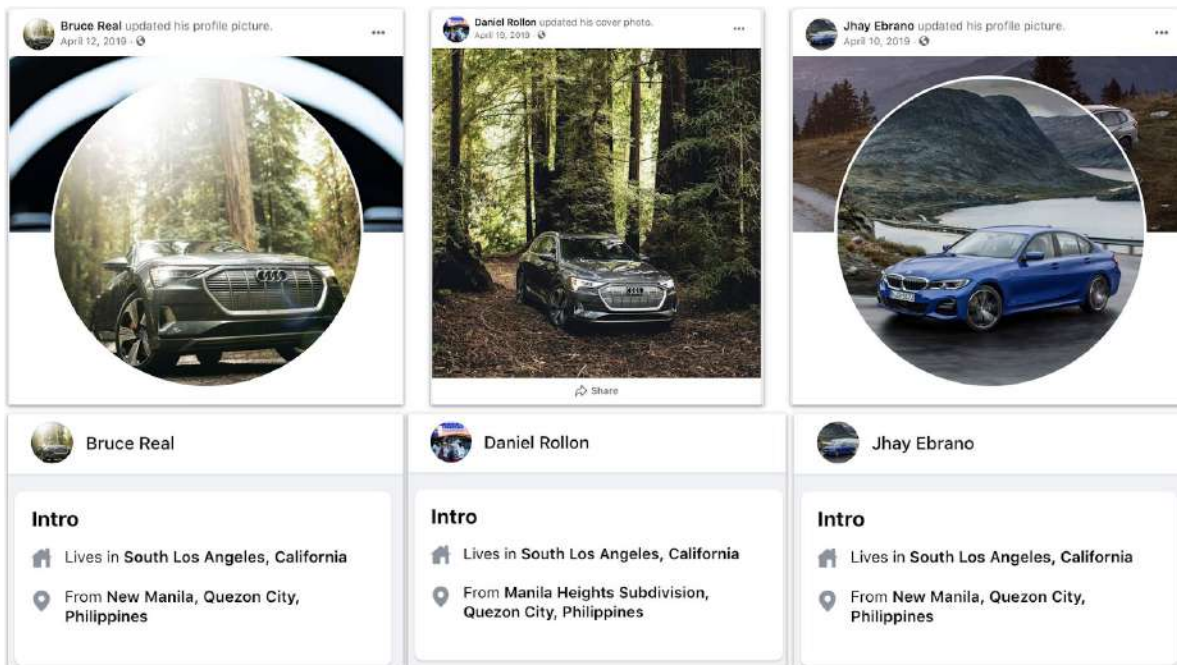 Bruce Real updated his profile picture.
April 12, 2019 ·
Daniel Rollon updated his cover photo.
April 19, 2019 ·
Jhay Ebrano updated his profile picture.
April 10, 2019 ·
Share
Bruce Real
Intro
Lives in South Los Angeles, California
From New Manila, Quezon City,
Philippines
Daniel Rollon
Intro
Lives in South Los Angeles, California
From Manila Heights Subdivision,
Quezon City, Philippines
Jhay Ebrano
Intro
Lives in South Los Angeles, California
From New Manila, Quezon City,
Philippines